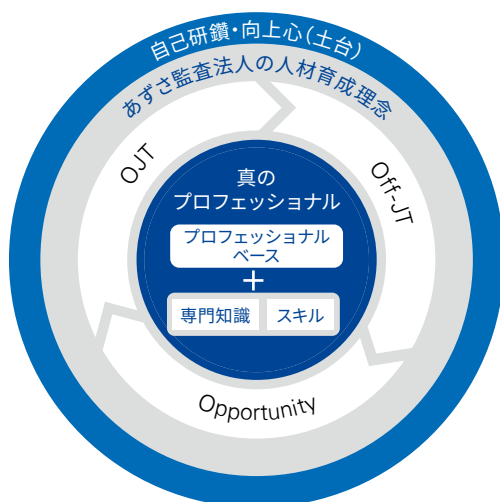 自己研鑽・向上心（土台）
あずさ監査法人の人材育成理念
OJT
Off-JT
真の
プロフェッショナル
プロフェッショナル
ベース
＋
専門知識
スキル
Opportunity